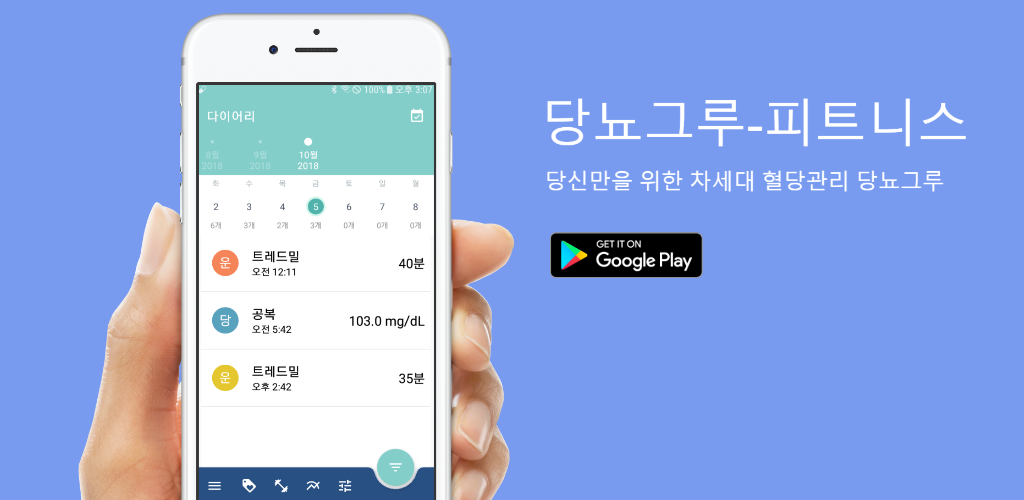 100% 오후 3:07
다이어리
8월 9월 10월
2018 2018 2018
화 수 목 금 토 일 월
2 3 4 5 6 7 8
6개 3개 2개 3개 0개 0개 0개
운 트레드밀 40분
오전 12:11
당 공복 103.0 mg/dL
오전 5:42
운 트레드밀 35분
오후 2:42
당뇨그루-피트니스
당신만을 위한 차세대 혈당관리 당뇨그루
GET IT ON
Google Play